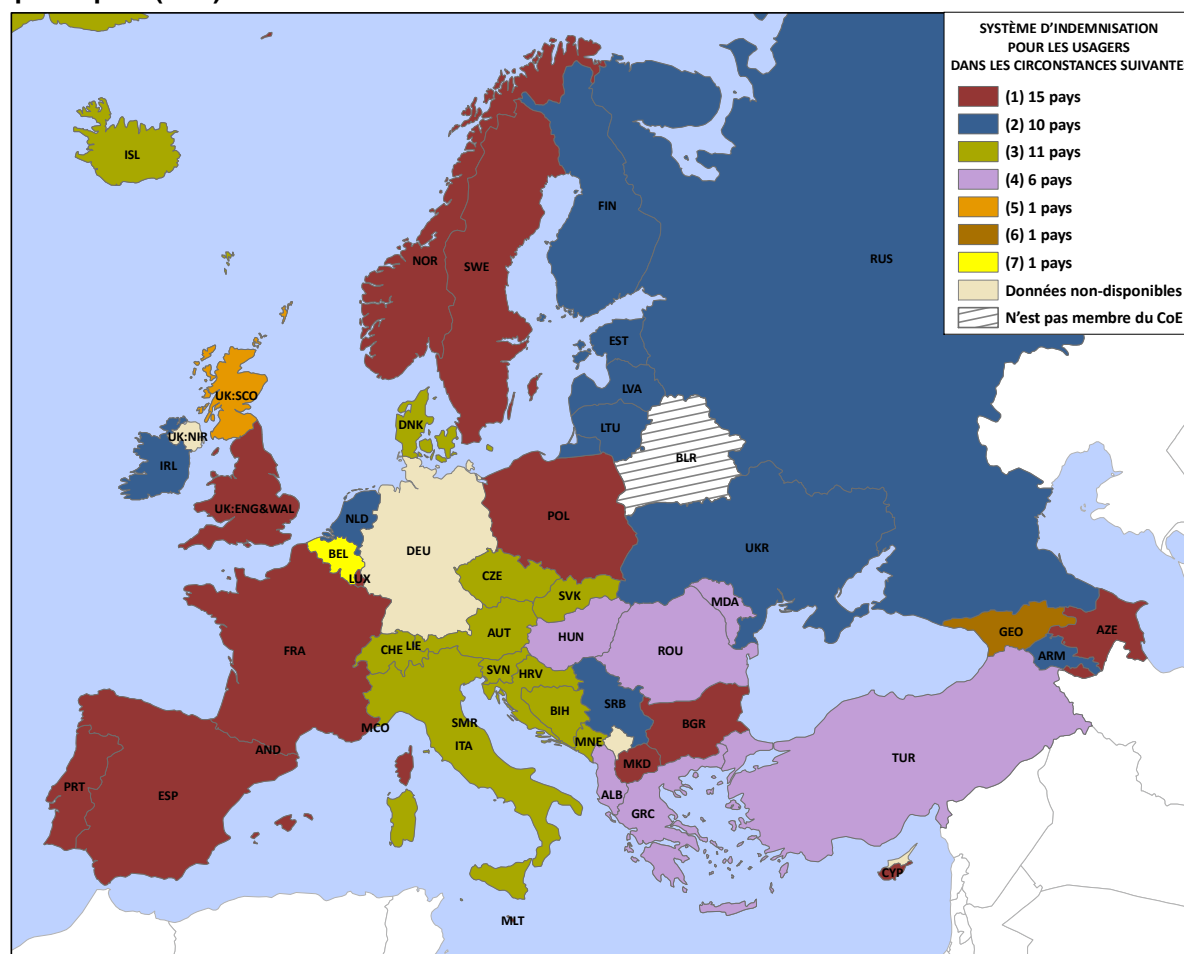 SYSTÈME D'INDEMNISATION
POUR LES USAGERS
DANS LES CIRCONSTANCES SUIVANTE
(1) 15 pays
(2) 10 pays
(3) 11 pays
(4) 6 pays
(5) 1 pays
(6) 1 pays
(7) 1 pays
Données non-disponibles
N'est pas membre du CoE
ISL
FIN
NOR
SWE
RUS
EST
LVA
UK:SCO
DNK
LTU
UK:NIR
BLR
IRL
UK:ENG&WAL
NLD
POL
BEL
DEU
UKR
LUX
CZE
SVK
MDA
AUT
HUN
GEO
AZE
FRA
CHE
LIE
ROU
ARM
SVN
HRV
BIH
SRB
MCO
SMR
BGR
ITA
MNE
AND
MKD
TUR
PRT
ESP
ALB
GRC
CYP
MLT